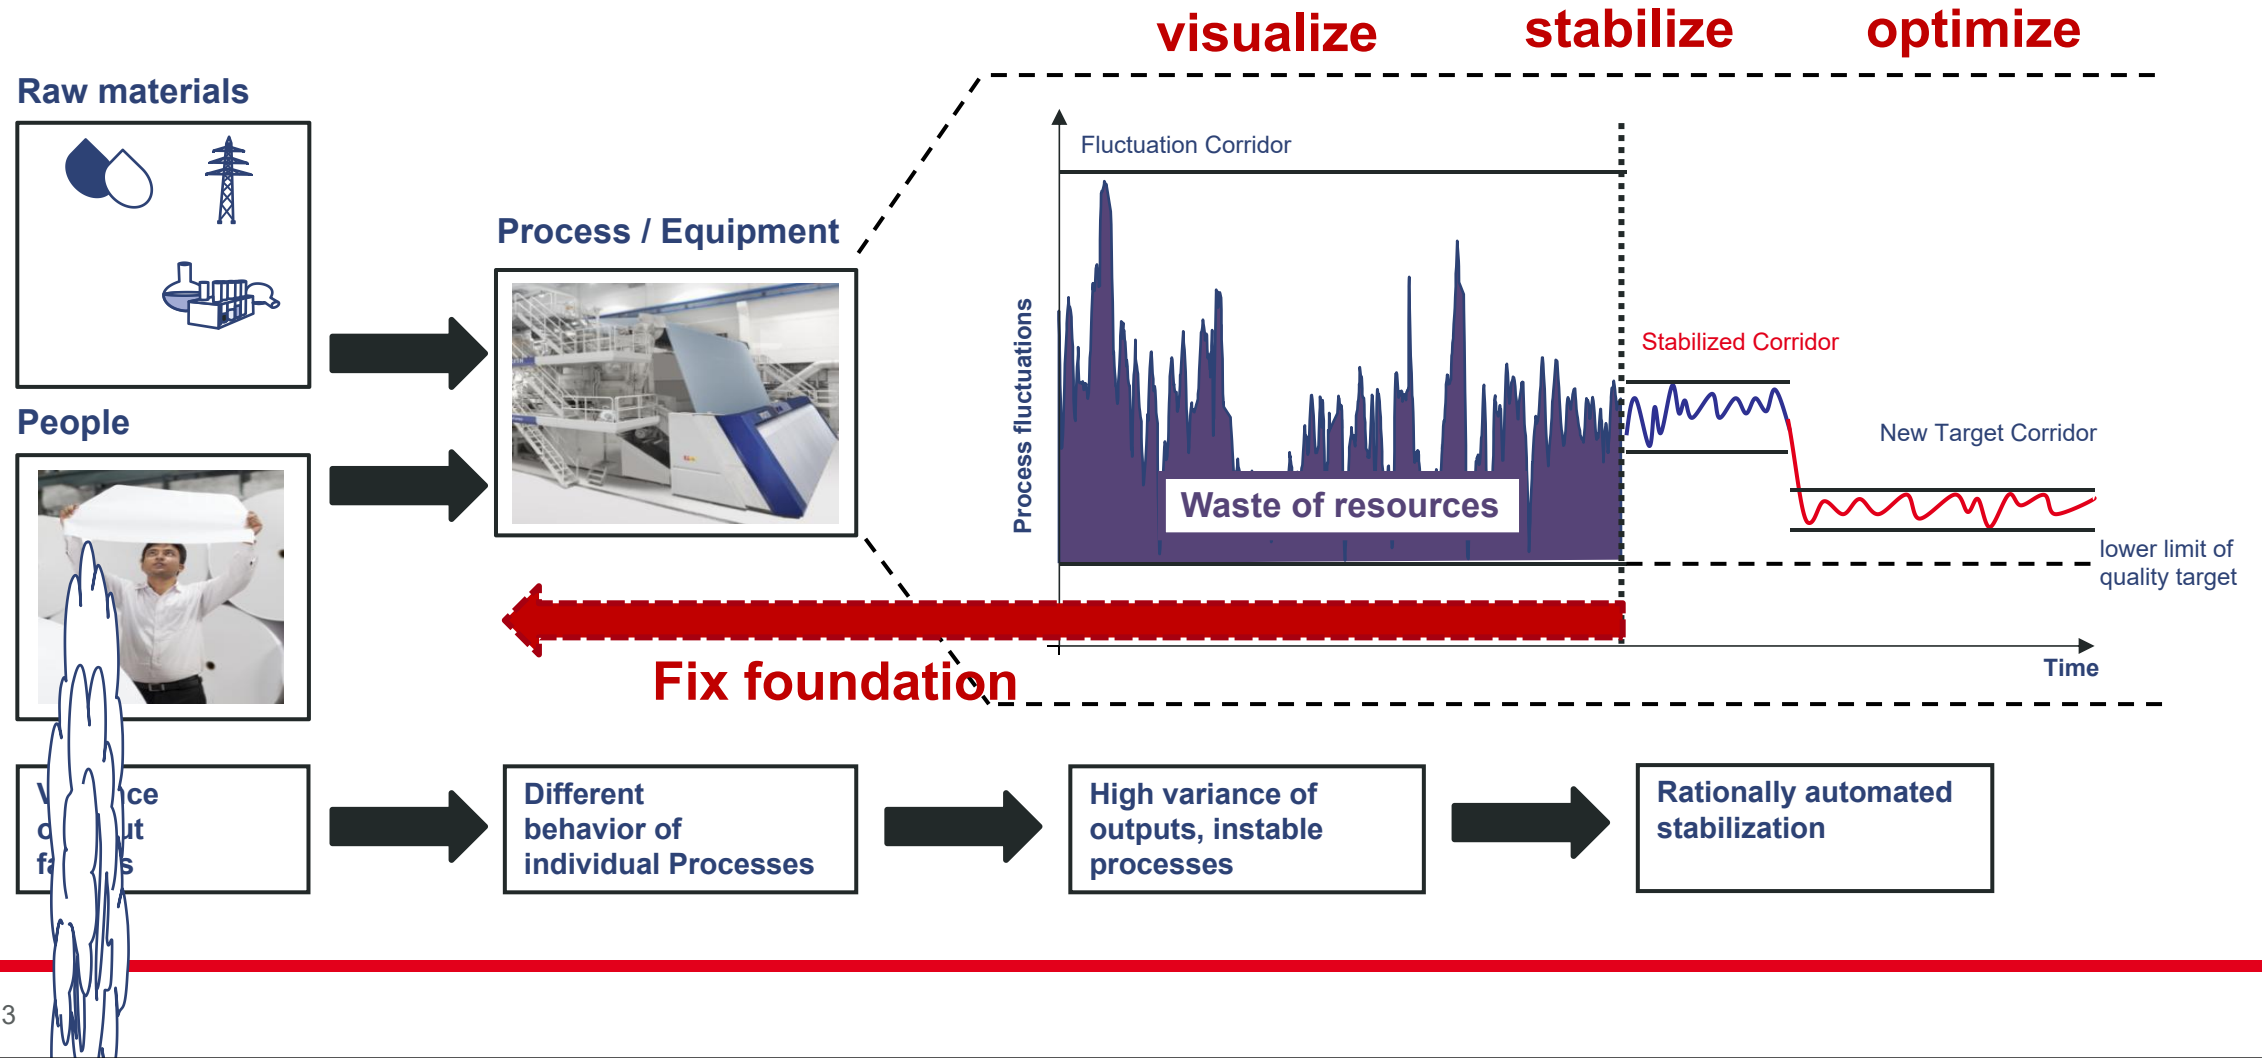 visualize
stabilize
optimize
Raw materials
Fluctuation Corridor
Process / Equipment
Process fluctuations
Stabilized Corridor
People
New Target Corridor
Waste of resources
lower limit of
quality target
Fix foundation
Time
Different
behavior of
individual Processes
High variance of
outputs, instable
processes
Rationally automated
stabilization
3